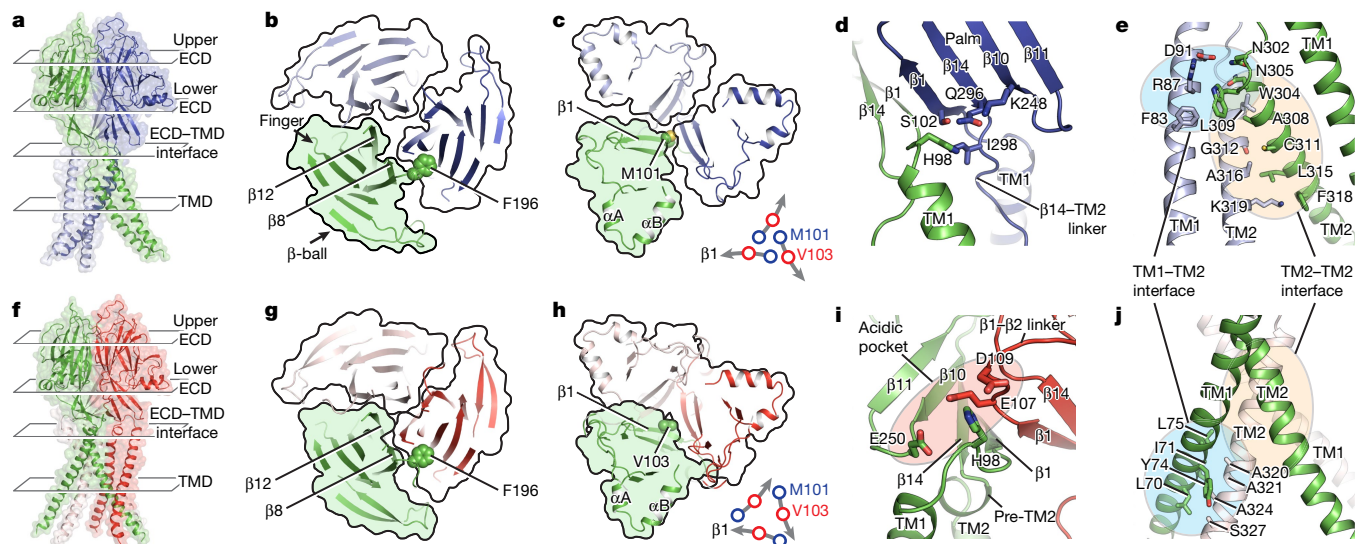 a
Upper
ECD
Lower
ECD
ECD–TMD
interface
TMD
b
Finger
β12
β8
β-ball
F196
c
β1
M101
αA
αB
M101
V103
β1
d
Palm
β11
β10
β14
β1
β1
β14
Q296
K248
S102
I298
H98
TM1
TM1
β14–TM2
linker
e
D91
N302
TM1
R87
N305
W304
F83
L309
A308
G312
C311
A316
L315
K319
F318
TM1
TM2
TM2
TM1–TM2
interface
TM2–TM2
interface
f
Upper
ECD
Lower
ECD
ECD–TMD
interface
TMD
g
β12
β8
F196
h
β1
V103
αA
αB
M101
V103
β1
i
Acidic
pocket
β1–β2 linker
D109
β10
β11
β14
E107
E250
β1
H98
β14
β1
Pre-TM2
TM1
TM2
j
TM1
TM2
L75
TM2
I71
TM1
Y74
A320
L70
A321
A324
S327